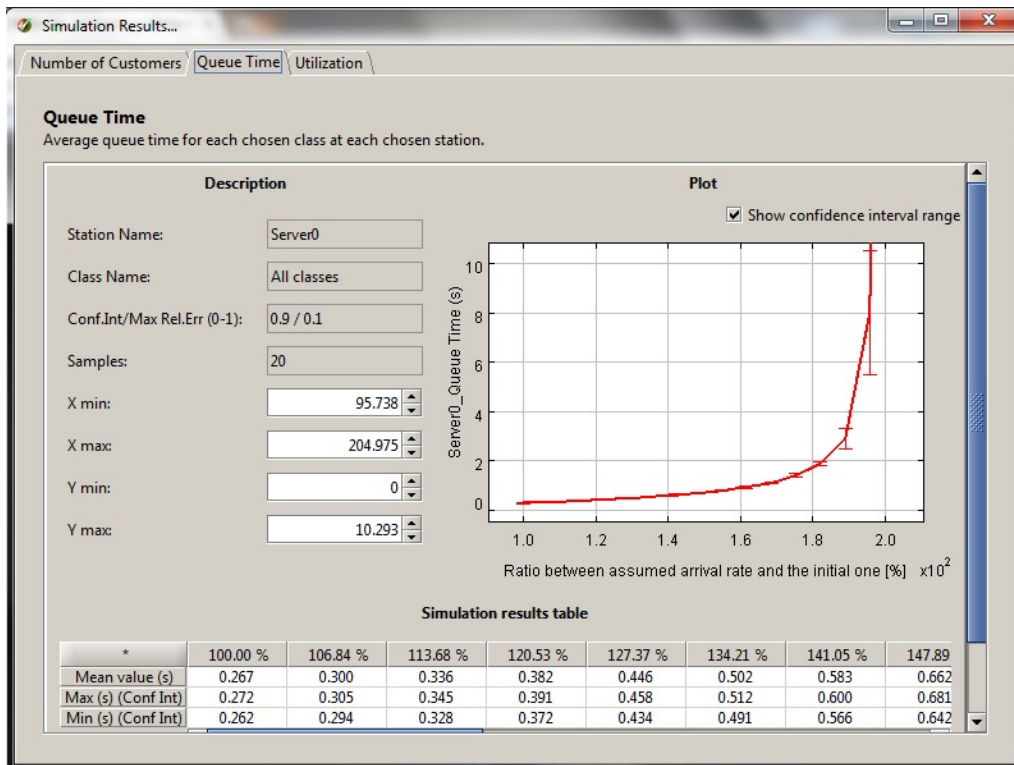 Simulation Results...
Number of Customers Queue Time Utilization
Queue Time
Average queue time for each chosen class at each chosen station.
Description
Station Name: Server0
Class Name: All classes
Conf.Int/Max Rel.Err (0-1): 0.9 / 0.1
Samples: 20
X min: 95.738
X max: 204.975
Y min: 0
Y max: 10.293
Plot
Show confidence interval range
Server0_Queue Time (s)
10
8
6
4
2
0
1.0 1.2 1.4 1.6 1.8 2.0
Ratio between assumed arrival rate and the initial one [%] x10^2
Simulation results table
* 100.00 % 106.84 % 113.68 % 120.53 % 127.37 % 134.21 % 141.05 % 147.89
Mean value (s) 0.267 0.300 0.336 0.382 0.446 0.502 0.583 0.662
Max (s) (Conf Int) 0.272 0.305 0.345 0.391 0.458 0.512 0.600 0.681
Min (s) (Conf Int) 0.262 0.294 0.328 0.372 0.434 0.491 0.566 0.642